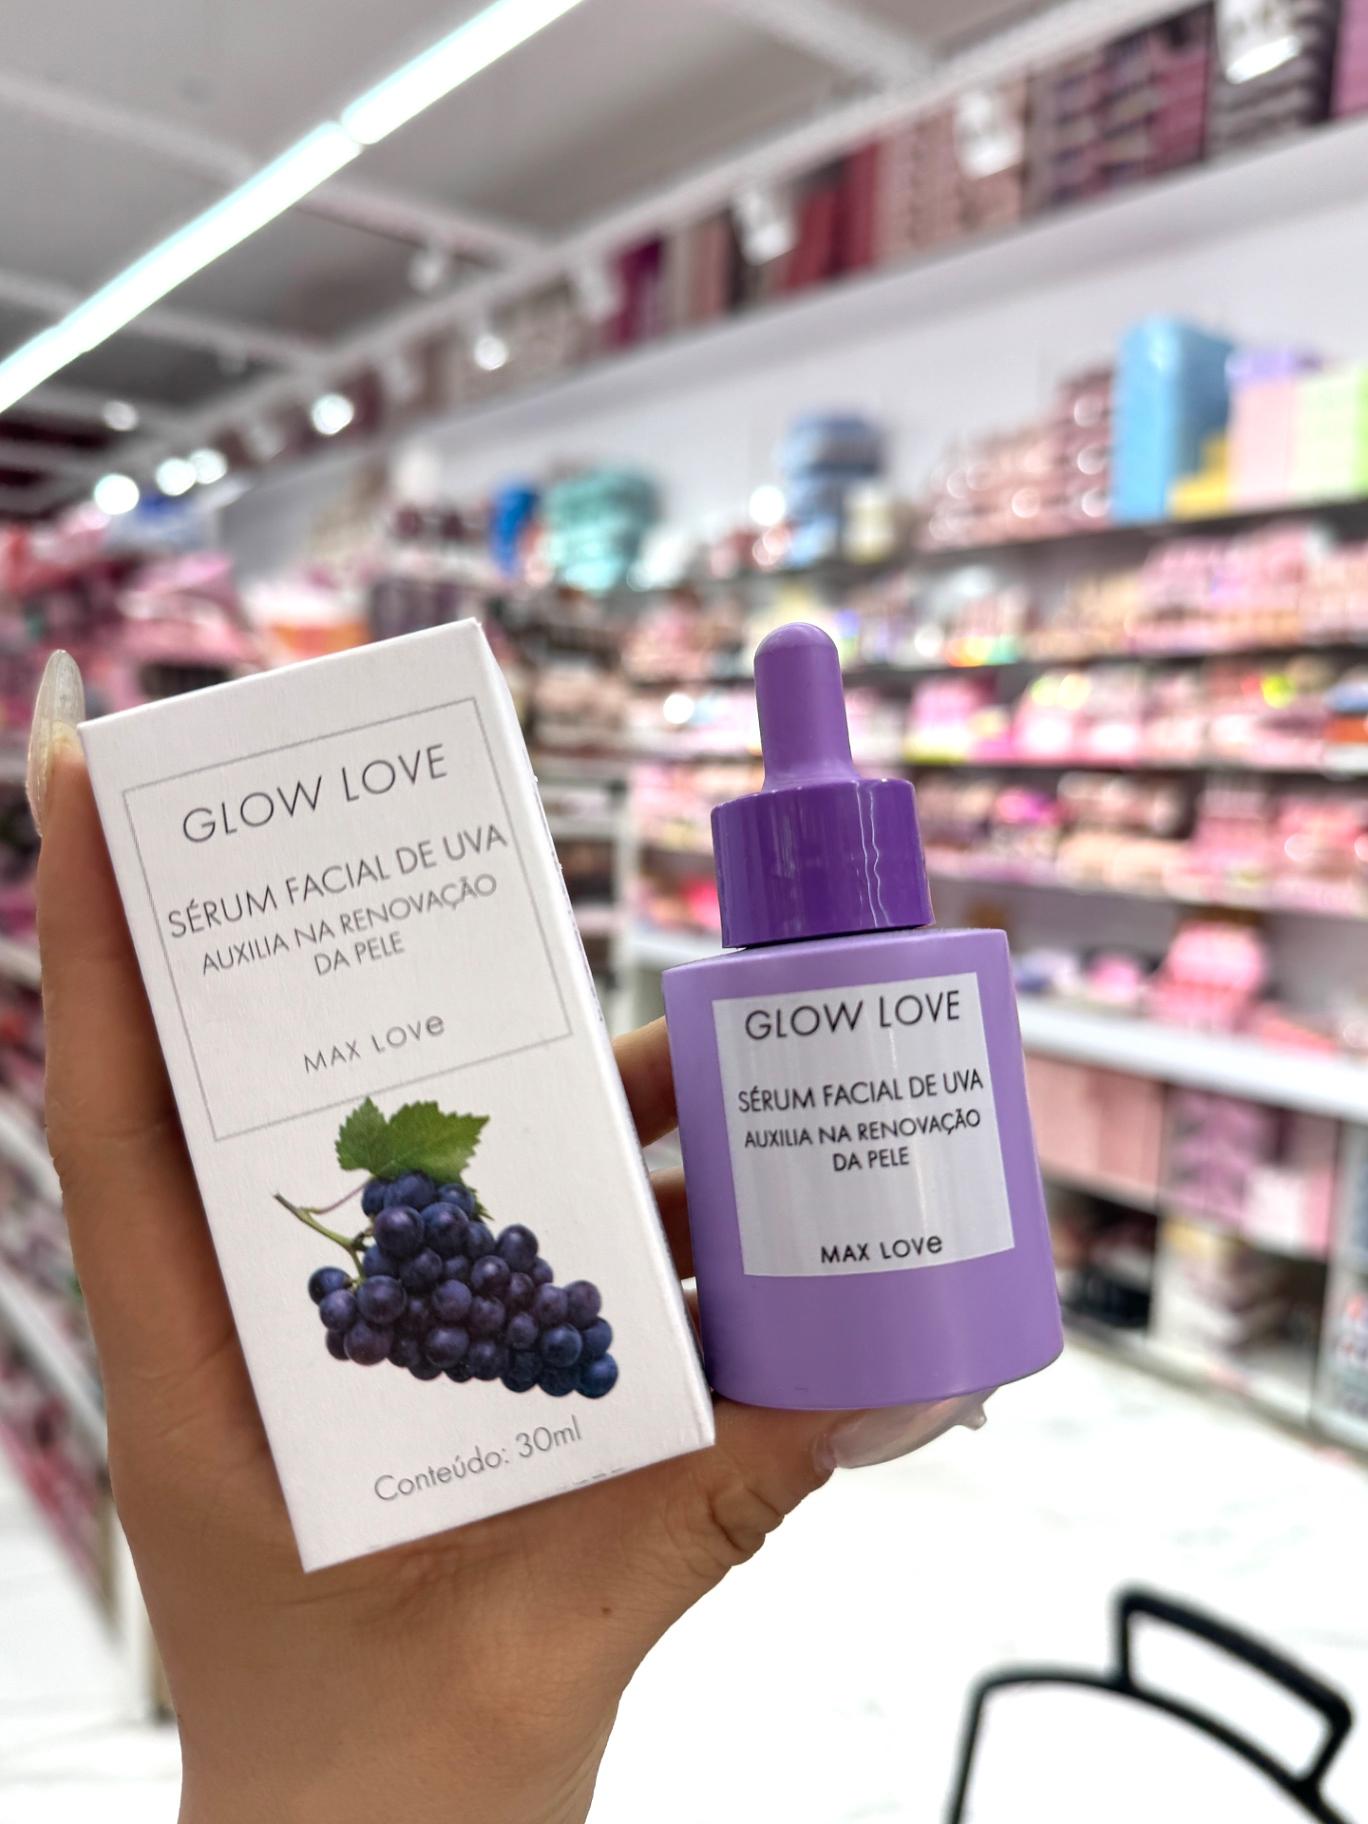 GLOW LOVE
SÉRUM FACIAL DE UVA
AUXILIA NA RENOVAÇÃO
DA PELE
MAX LOVe
Conteúdo: 30ml
GLOW LOVE
SÉRUM FACIAL DE UVA
AUXILIA NA RENOVAÇÃO
DA PELE
MAX LOVe